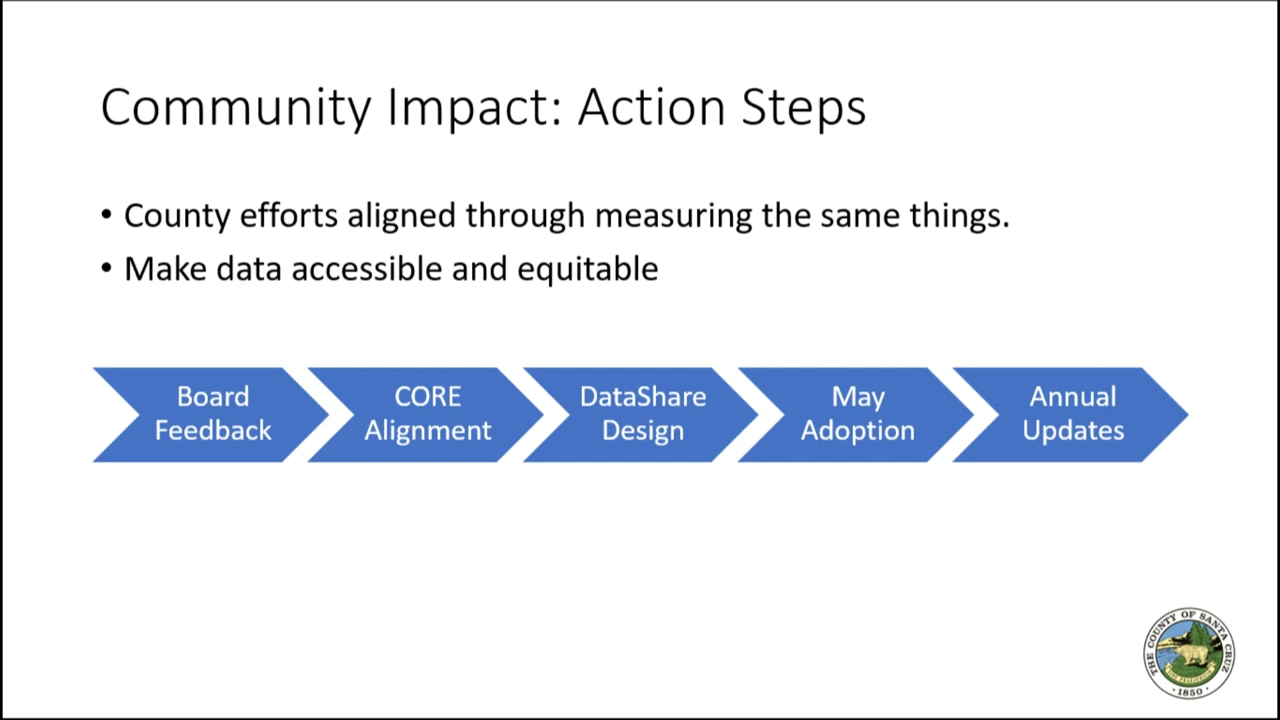 Community Impact: Action Steps
• County efforts aligned through measuring the same things.
• Make data accessible and equitable
Board
Feedback
CORE
Alignment
DataShare
Design
May
Adoption
Annual
Updates
THE COUNTY OF SANTA CRUZ
· 1850 ·